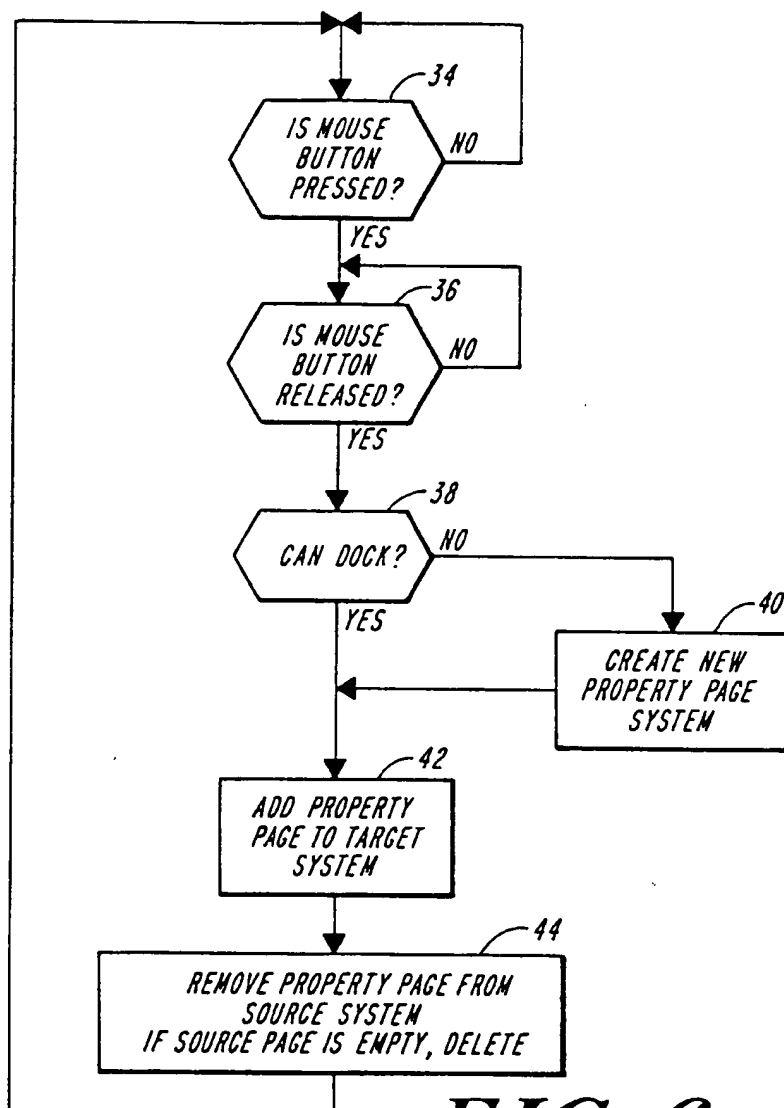 34
IS MOUSE
BUTTON
PRESSED?
NO
YES
36
IS MOUSE
BUTTON
RELEASED?
NO
YES
38
CAN DOCK?
NO
YES
40
CREATE NEW
PROPERTY PAGE
SYSTEM
42
ADD PROPERTY
PAGE TO TARGET
SYSTEM
44
REMOVE PROPERTY PAGE FROM
SOURCE SYSTEM
IF SOURCE PAGE IS EMPTY, DELETE
FIG.